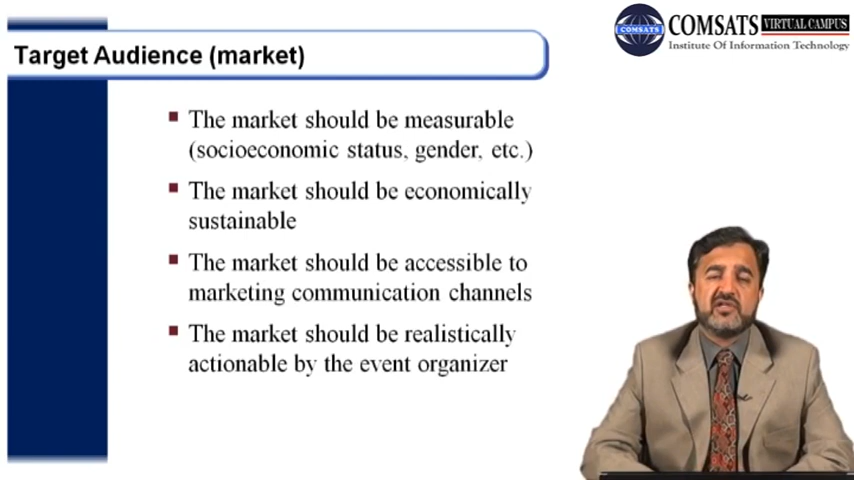 COMSATS VIRTUAL CAMPUS
COMSATS
Institute Of Information Technology
Target Audience (market)
▪ The market should be measurable
(socioeconomic status, gender, etc.)
▪ The market should be economically
sustainable
▪ The market should be accessible to
marketing communication channels
▪ The market should be realistically
actionable by the event organizer